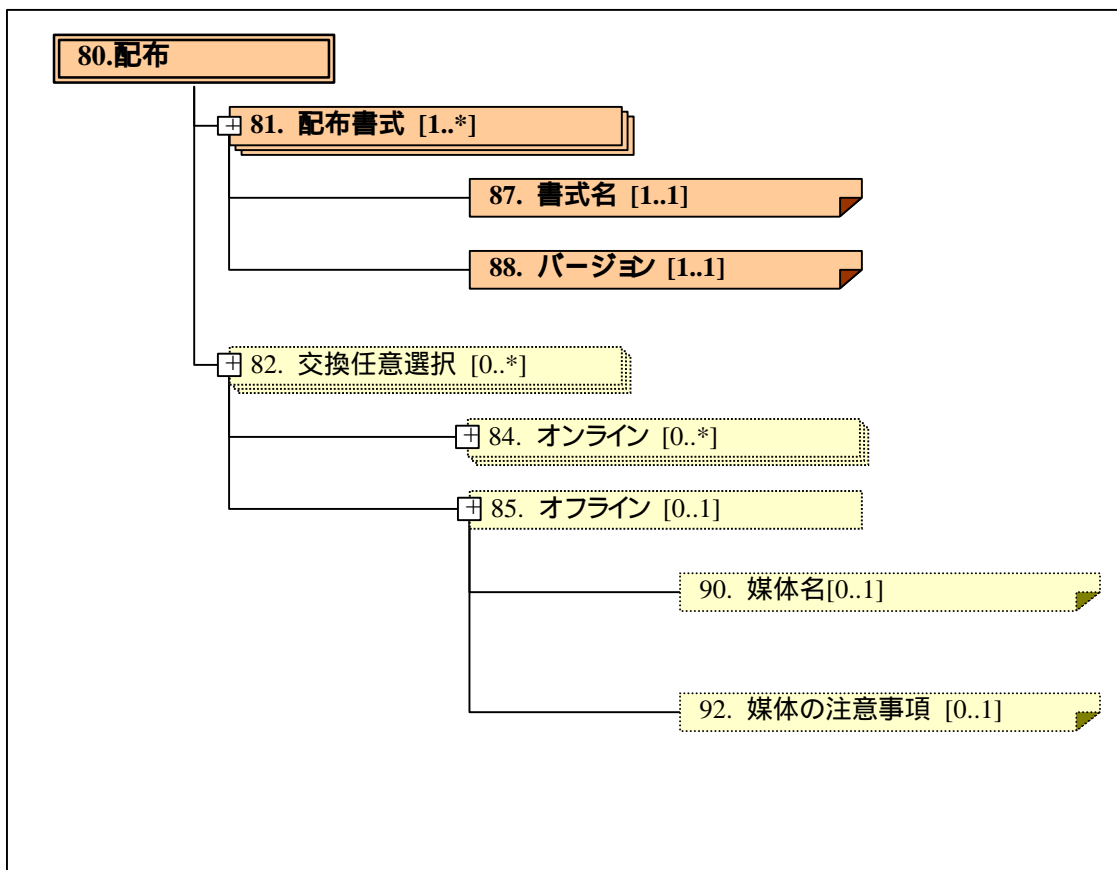 80.配布
81. 配布書式 [1..*]
87. 書式名 [1..1]
88. バージョン [1..1]
82. 交換任意選択 [0..*]
84. オンライン [0..*]
85. オフライン [0..1]
90. 媒体名[0..1]
92. 媒体の注意事項 [0..1]